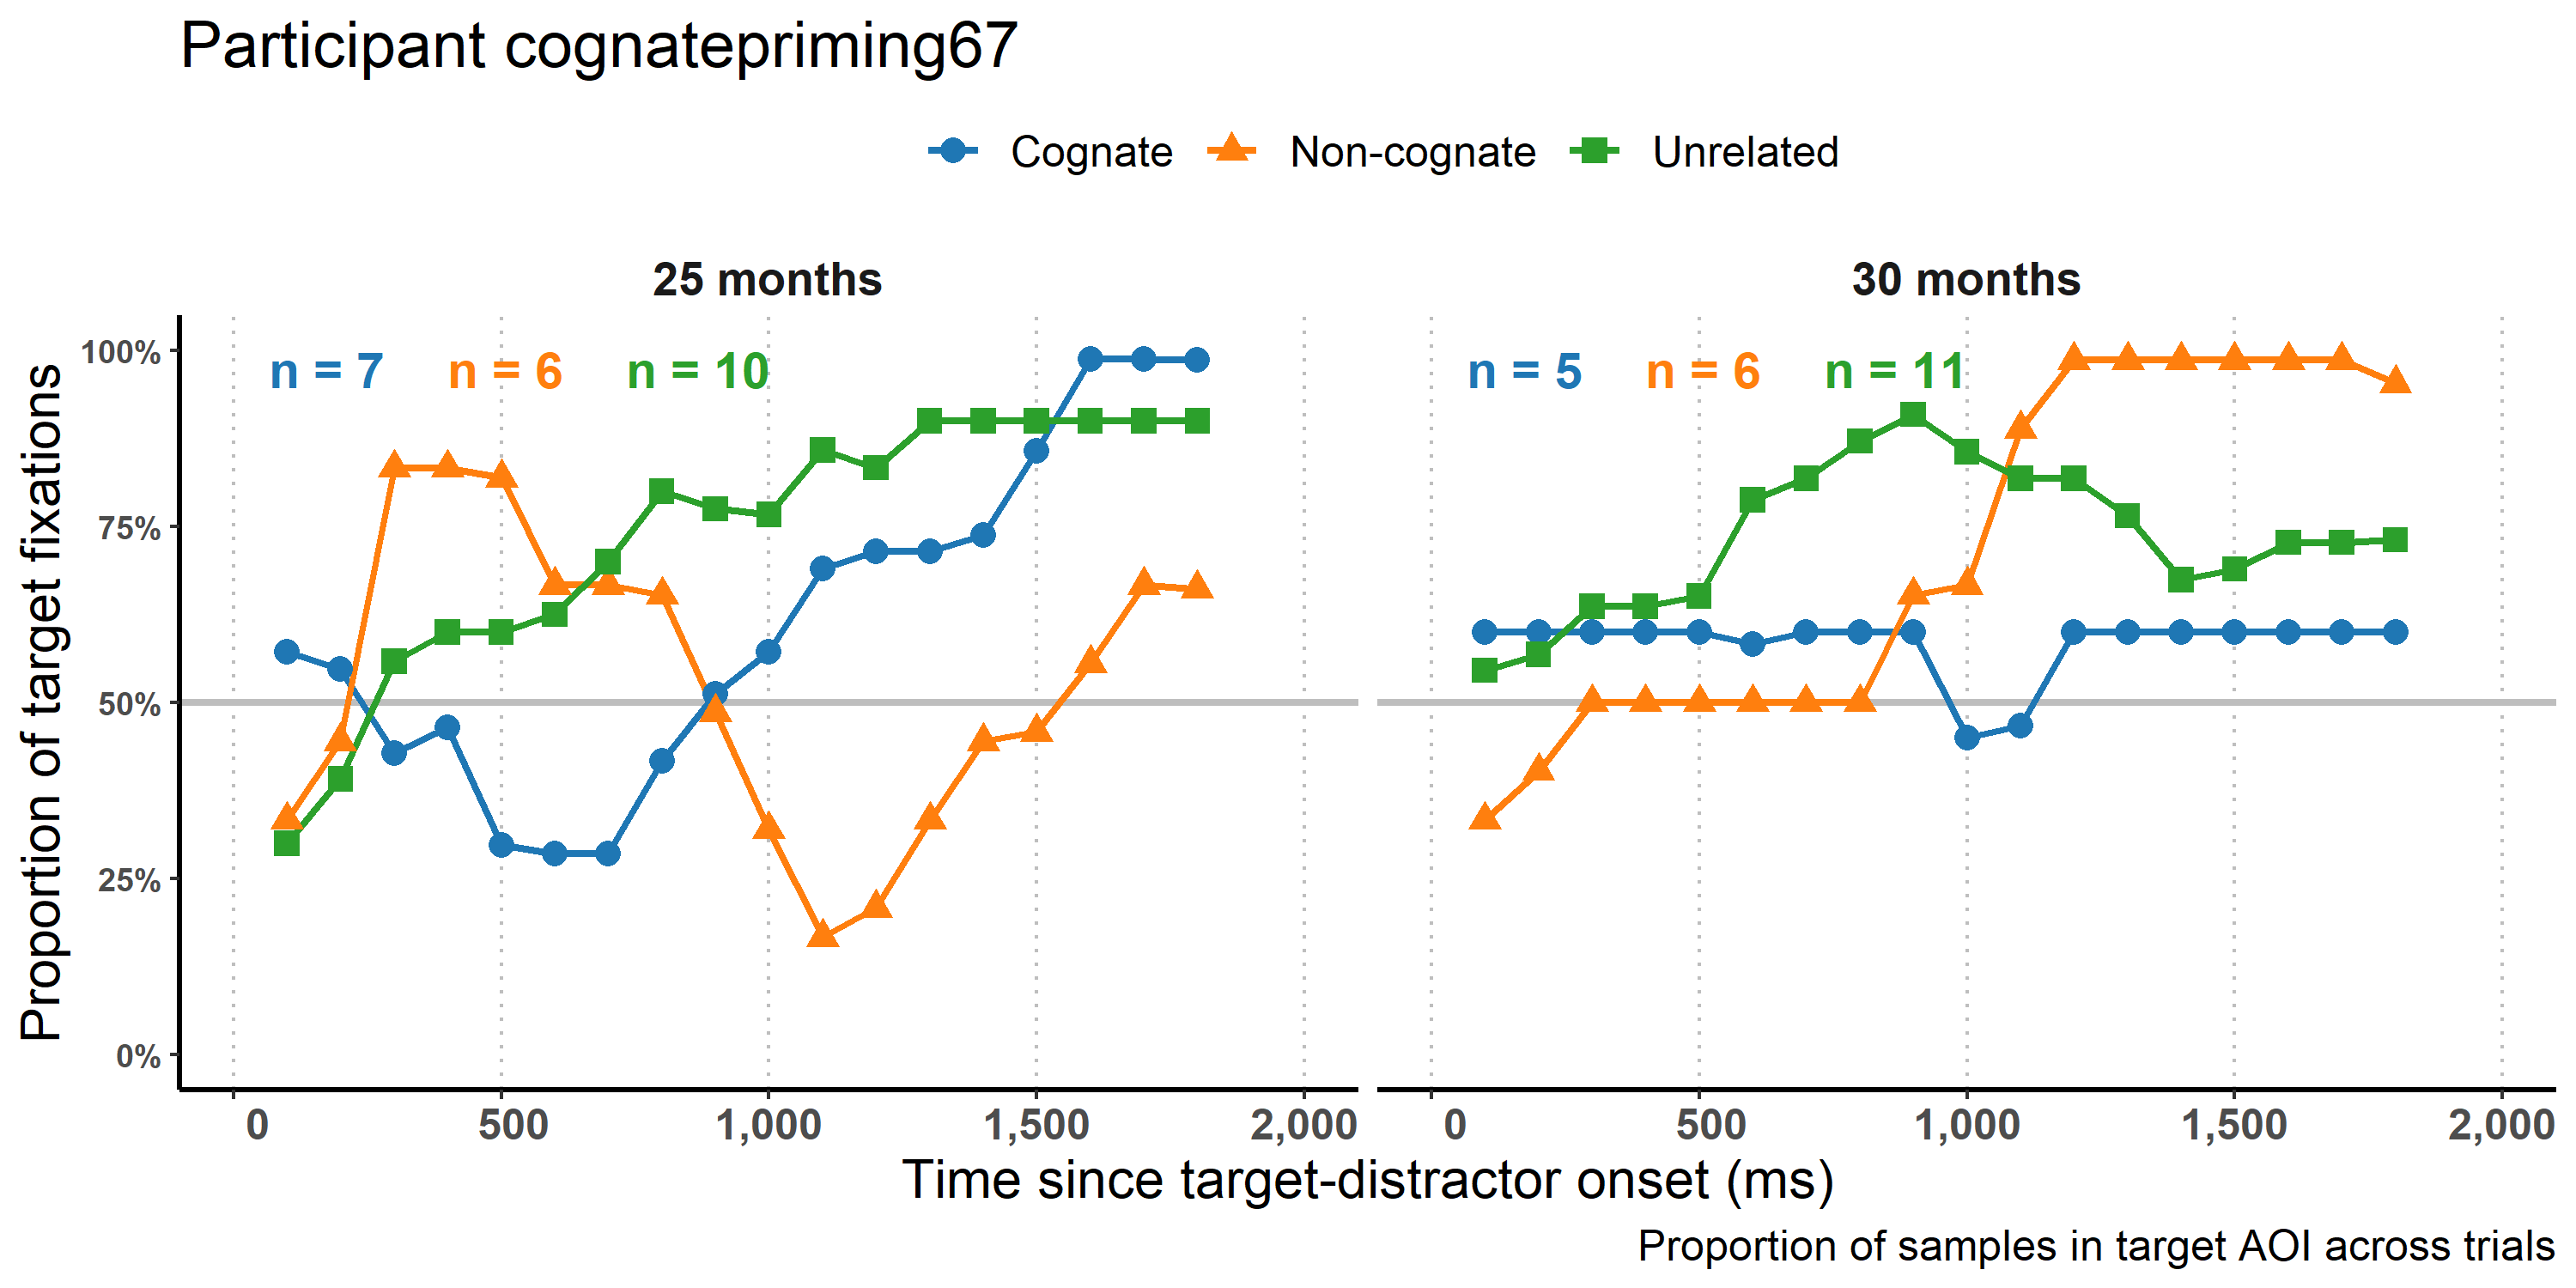 Participant cognatepriming67
Cognate Non-cognate Unrelated
25 months
30 months
Proportion of target fixations
100%
75%
50%
25%
0%
n = 7 n = 6 n = 10
n = 5 n = 6 n = 11
0 500 1,000 1,500 2,000
0 500 1,000 1,500 2,000
Time since target-distractor onset (ms)
Proportion of samples in target AOI across trials